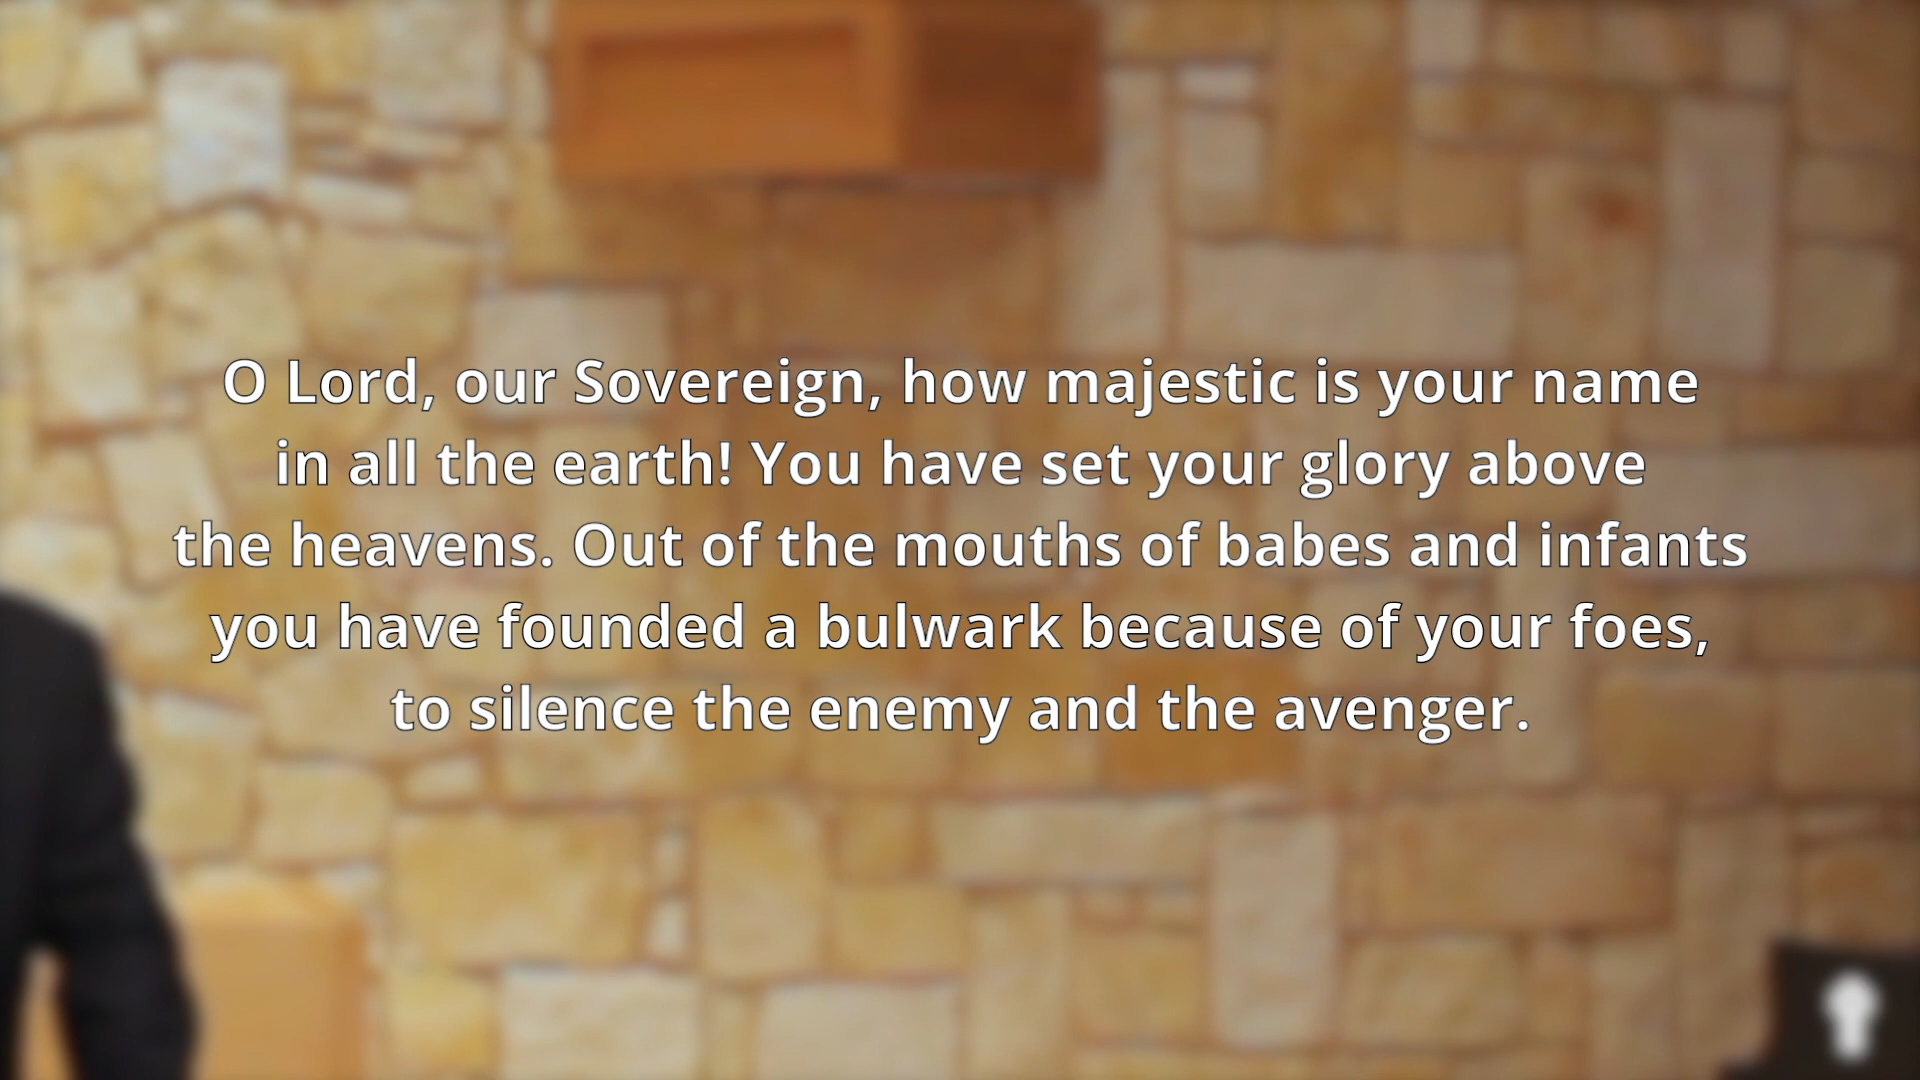 O Lord, our Sovereign, how majestic is your name
in all the earth! You have set your glory above
the heavens. Out of the mouths of babes and infants
you have founded a bulwark because of your foes,
to silence the enemy and the avenger.